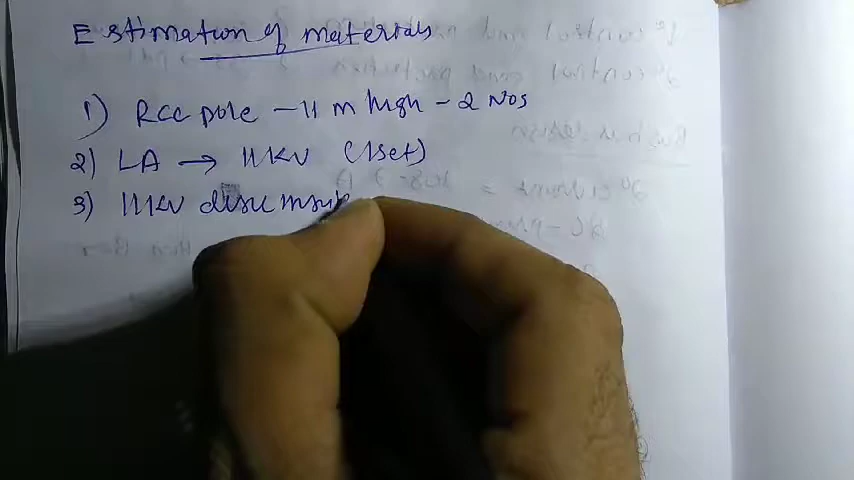 Estimation of materials
1) RCC pole - 11 m high - 2 Nos
2) LA → 11KV (1set)
3) 11KV disc